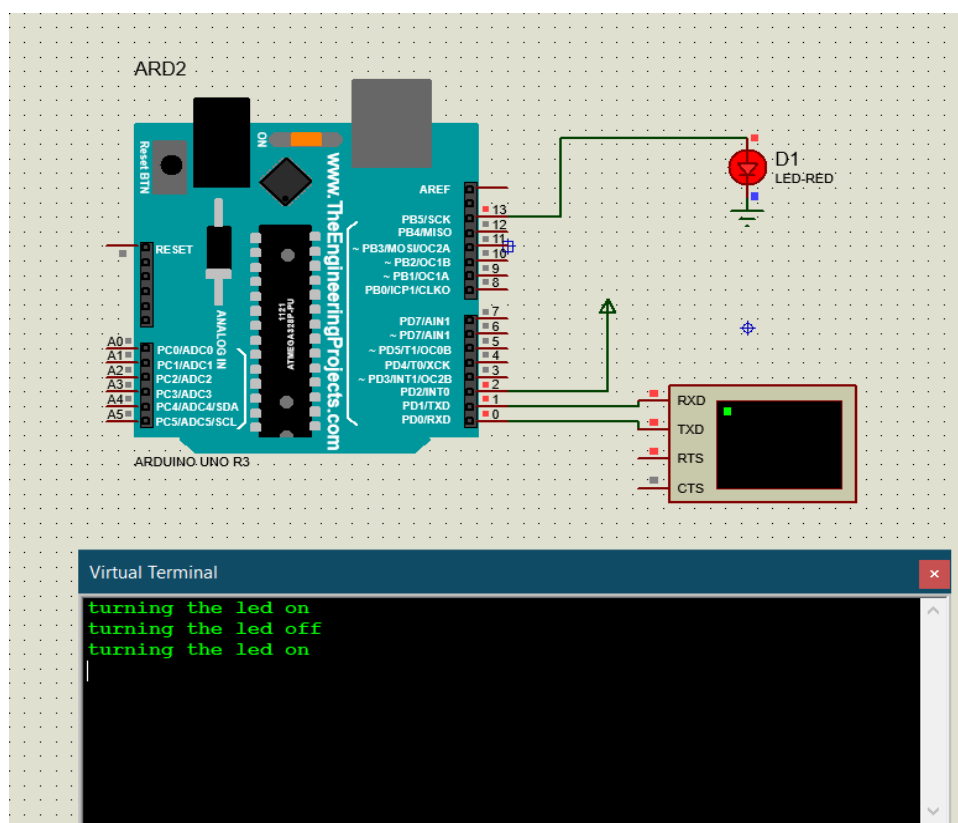 ARD2
Reset BTN
ON
www.TheEngineeringProjects.com
AREF
13
PB5/SCK
12
PB4/MISO
11
~ PB3/MOSI/OC2A
10
~ PB2/OC1B
9
~ PB1/OC1A
8
PB0/ICP1/CLKO
RESET
ATMEGA328P-PU
1121
ANALOG IN
7
PD7/AIN1
6
~ PD7/AIN1
5
~ PD5/T1/OC0B
4
PD4/T0/XCK
3
~ PD3/INT1/OC2B
2
PD2/INT0
1
PD1/TXD
0
PD0/RXD
A0
PC0/ADC0
A1
PC1/ADC1
A2
PC2/ADC2
A3
PC3/ADC3
A4
PC4/ADC4/SDA
A5
PC5/ADC5/SCL
ARDUINO UNO R3
D1
LED-RED
RXD
TXD
RTS
CTS
Virtual Terminal
turning the led on
turning the led off
turning the led on